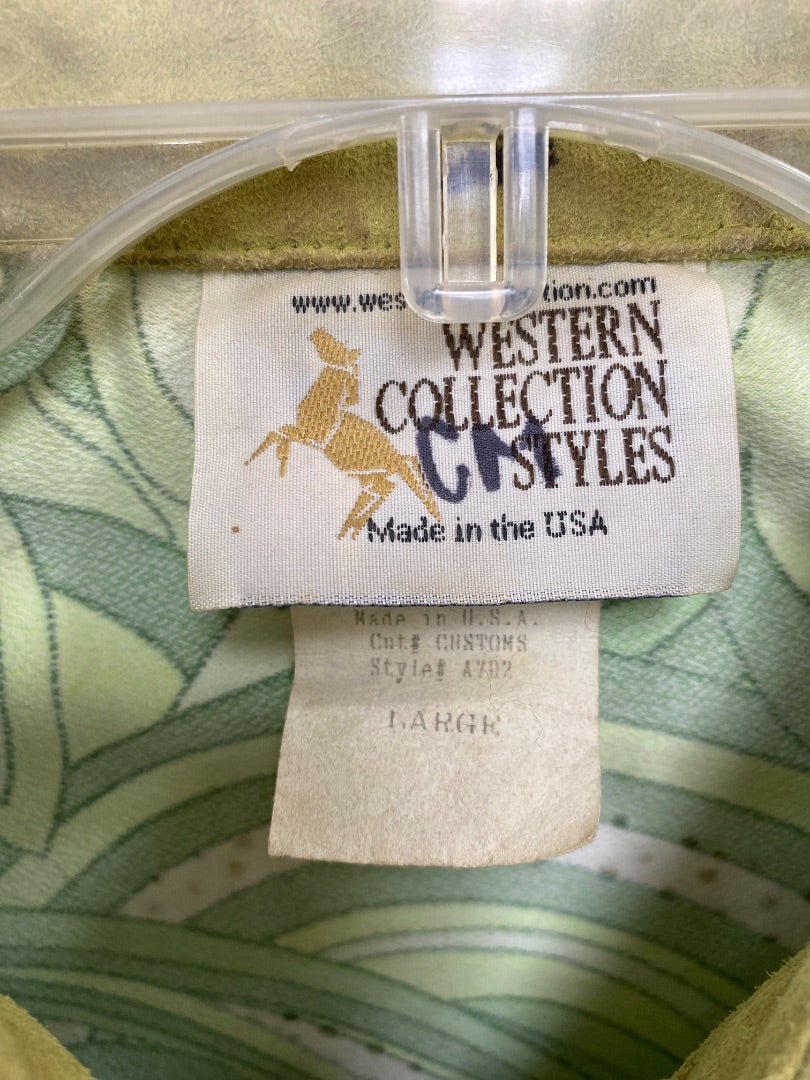 www.wes tion.com
WESTERN
COLLECTION
STYLES
CM
Made in the USA
Made in U.S.A.
Cut# CUSTOMS
Style# A702
LARGE